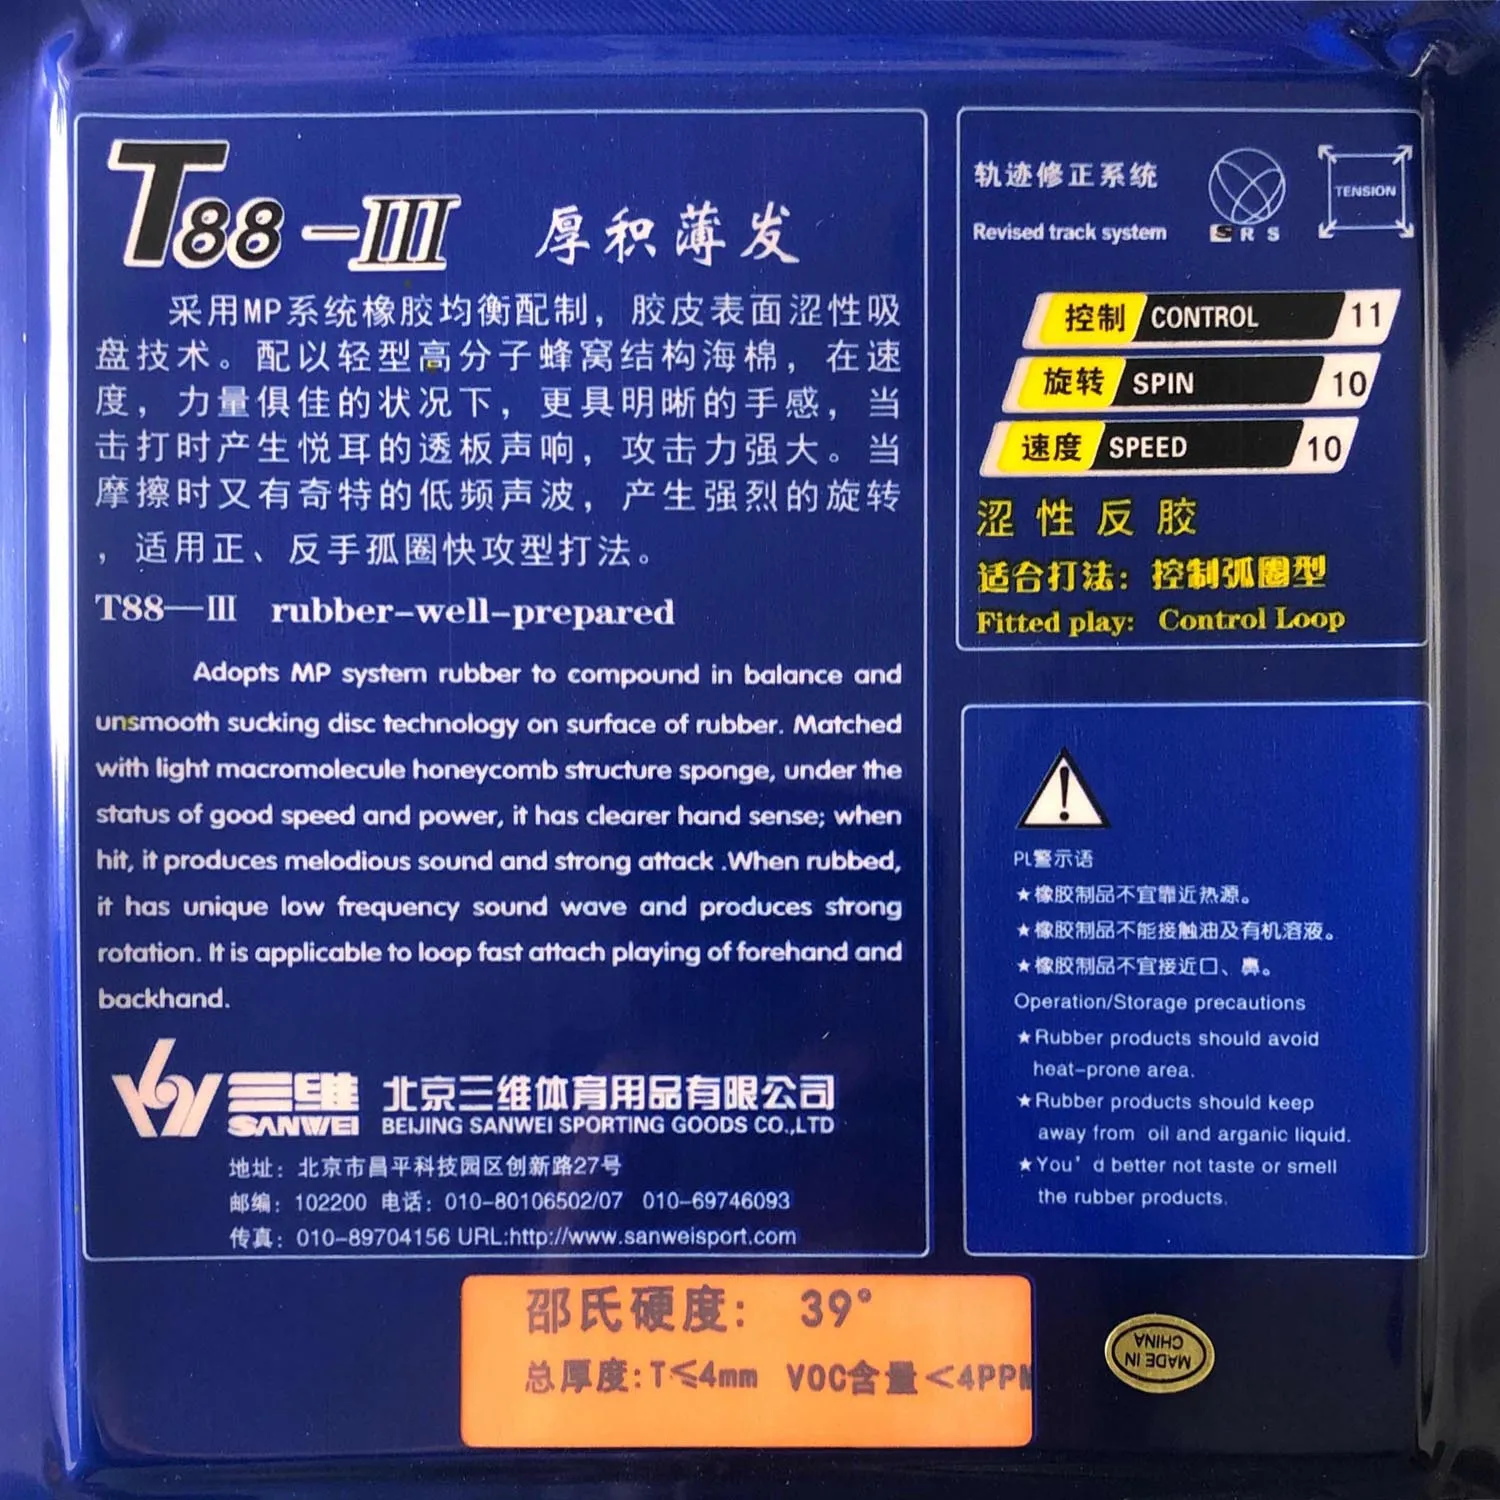 T88-III 厚积薄发
采用MP系统橡胶均衡配制，胶皮表面涩性吸
盘技术。配以轻型高分子蜂窝结构海棉，在速
度，力量俱佳的状况下，更具明晰的手感，当
击打时产生悦耳的透板声响，攻击力强大。当
摩擦时又有奇特的低频声波，产生强烈的旋转
，适用正、反手孤圈快攻型打法。
T88—III rubber-well-prepared
Adopts MP system rubber to compound in balance and
unsmooth sucking disc technology on surface of rubber. Matched
with light macromolecule honeycomb structure sponge, under the
status of good speed and power, it has clearer hand sense; when
hit, it produces melodious sound and strong attack .When rubbed,
it has unique low frequency sound wave and produces strong
rotation. It is applicable to loop fast attach playing of forehand and
backhand.
三维 SANWEI
北京三维体育用品有限公司
BEIJING SANWEI SPORTING GOODS CO.,LTD
地址：北京市昌平科技园区创新路27号
邮编：102200 电话：010-80106502/07 010-69746093
传真：010-89704156 URL:http://www.sanweisport.com
轨迹修正系统
Revised track system
SRS
TENSION
控制 CONTROL 11
旋转 SPIN 10
速度 SPEED 10
涩性反胶
适合打法：控制弧圈型
Fitted play: Control Loop
PL警示语
★橡胶制品不宜靠近热源。
★橡胶制品不能接触油及有机溶液。
★橡胶制品不宜接近口、鼻。
Operation/Storage precautions
★Rubber products should avoid
heat-prone area.
★Rubber products should keep
away from oil and arganic liquid.
★You'd better not taste or smell
the rubber products.
邵氏硬度： 39°
总厚度:T≤4mm VOC含量＜4PPM
MADE IN
CHINA